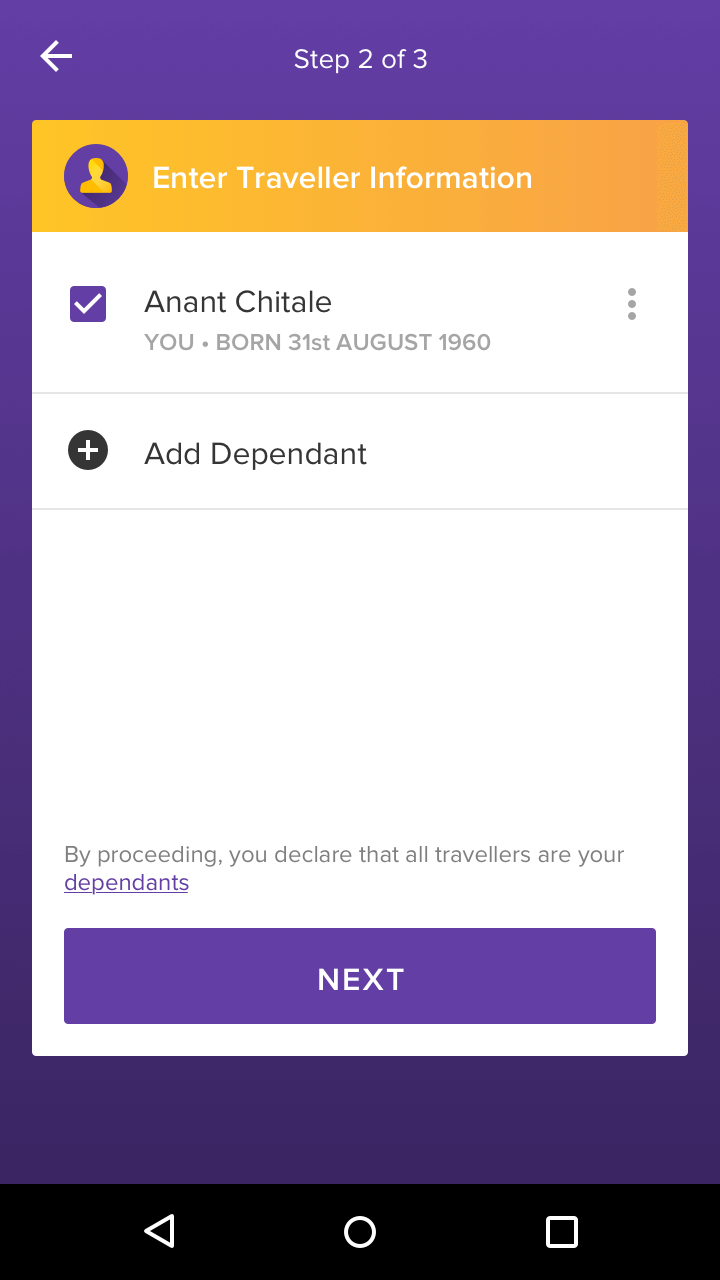 Step 2 of 3
Enter Traveller Information
Anant Chitale
YOU • BORN 31st AUGUST 1960
Add Dependant
By proceeding, you declare that all travellers are your
dependants
NEXT